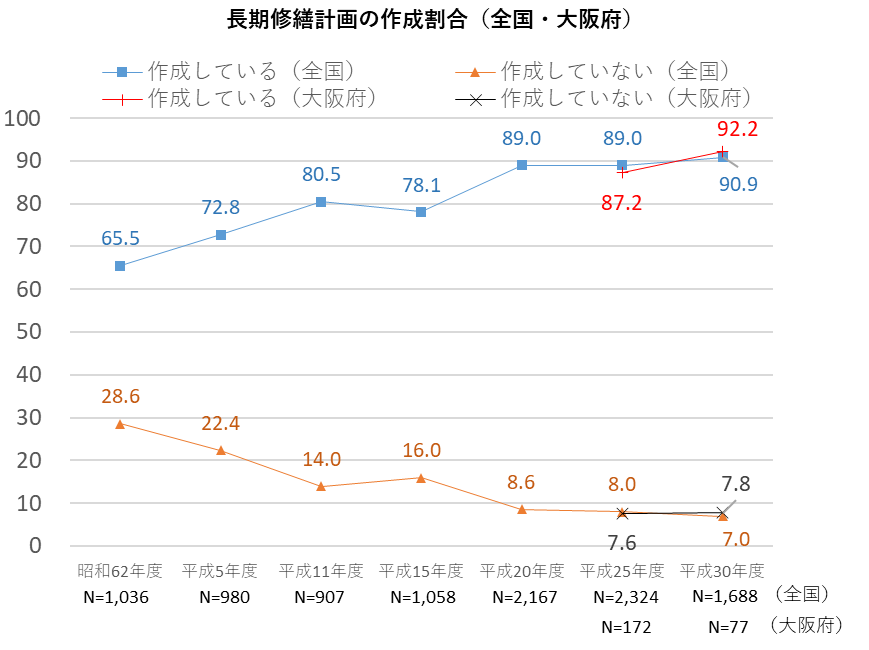 長期修繕計画の作成割合（全国・大阪府）
作成している（全国） 作成していない（全国）
作成している（大阪府） 作成していない（大阪府）
100
90
80
70
60
50
40
30
20
10
0
65.5 72.8 80.5 78.1 89.0 89.0 90.9
87.2 92.2
28.6 22.4 14.0 16.0 8.6 8.0 7.0
7.6 7.8
昭和62年度 平成5年度 平成11年度 平成15年度 平成20年度 平成25年度 平成30年度
N=1,036 N=980 N=907 N=1,058 N=2,167 N=2,324 N=1,688 （全国）
N=172 N=77 （大阪府）